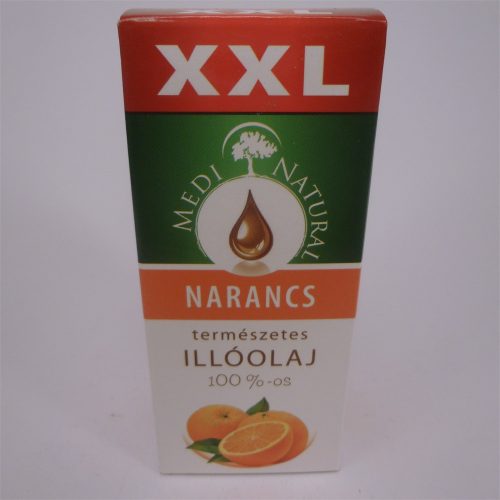 XXL
MEDI NATURAL
NARANCS
természetes
ILLÓOLAJ
100 %-os